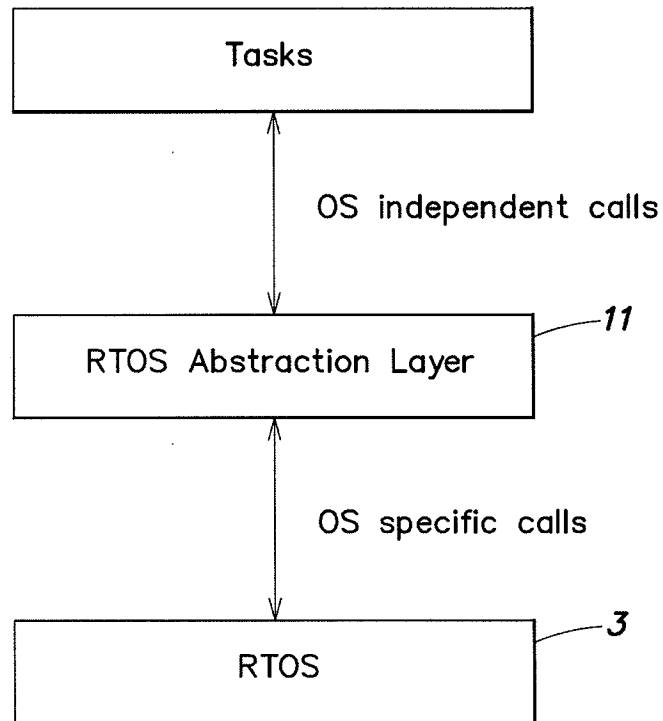 Tasks
OS independent calls
11
RTOS Abstraction Layer
OS specific calls
3
RTOS